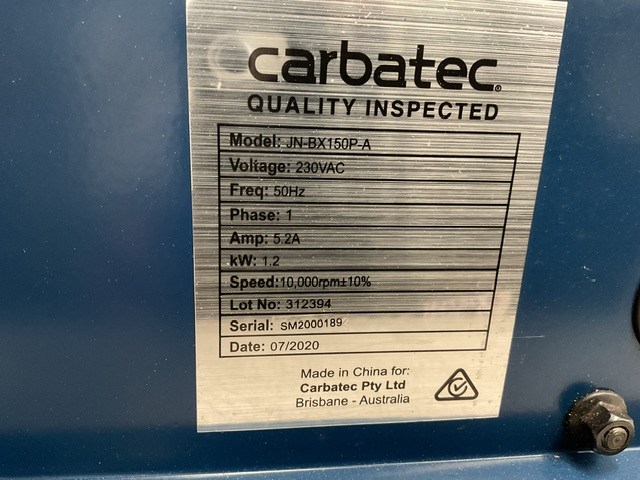 carbatec®
QUALITY INSPECTED
Model: JN-BX150P-A
Voltage: 230VAC
Freq: 50Hz
Phase: 1
Amp: 5.2A
kW: 1.2
Speed:10,000rpm±10%
Lot No: 312394
Serial: SM2000189
Date: 07/2020
Made in China for:
Carbatec Pty Ltd
Brisbane - Australia